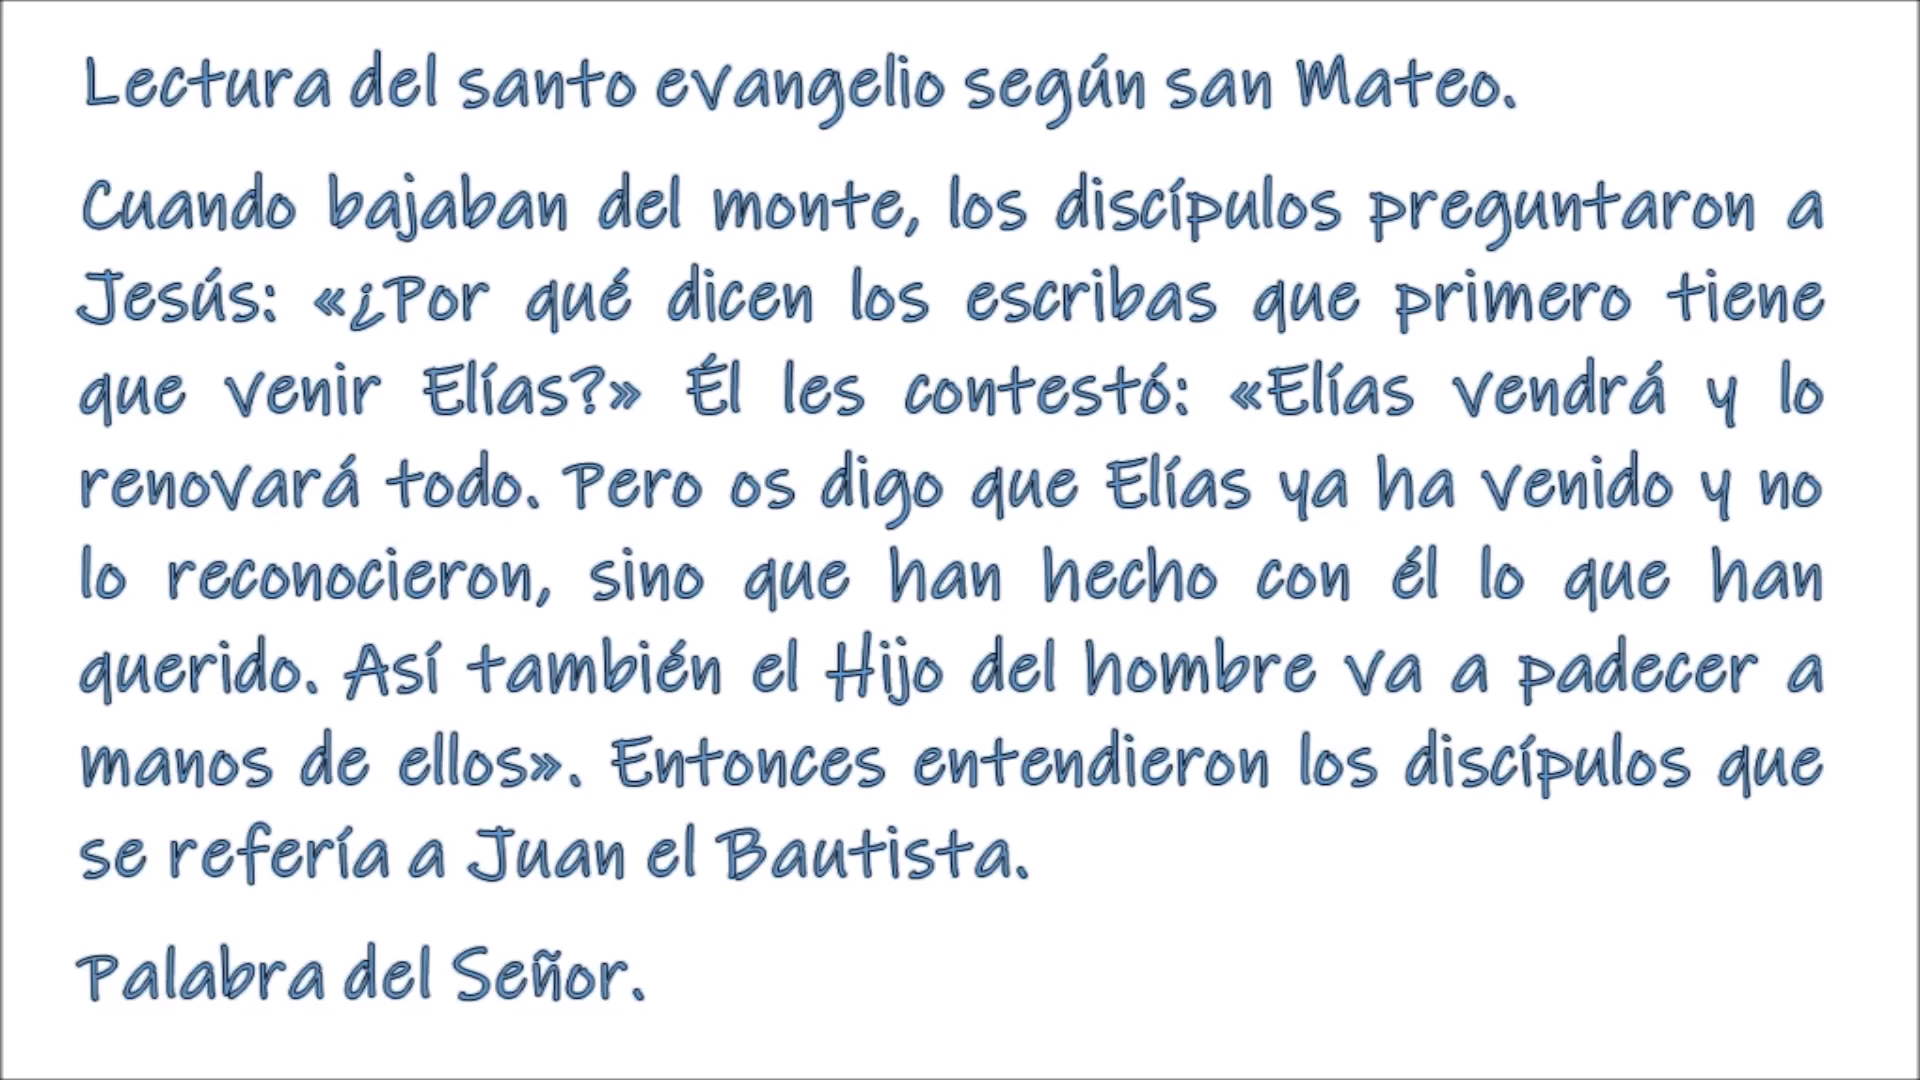 Lectura del santo evangelio según san Mateo.
Cuando bajaban del monte, los discípulos preguntaron a
Jesús: «¿Por qué dicen los escribas que primero tiene
que venir Elías?» Él les contestó: «Elías vendrá y lo
renovará todo. Pero os digo que Elías ya ha venido y no
lo reconocieron, sino que han hecho con él lo que han
querido. Así también el Hijo del hombre va a padecer a
manos de ellos». Entonces entendieron los discípulos que
se refería a Juan el Bautista.
Palabra del Señor.